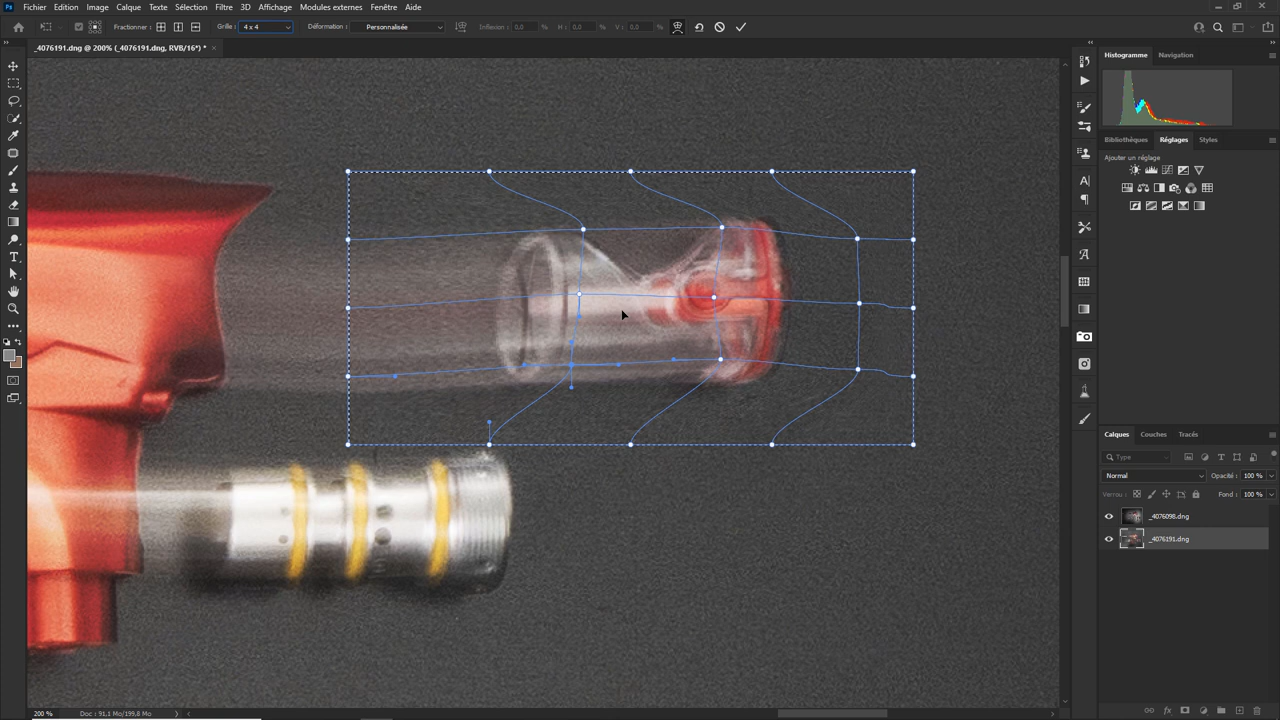 Ps Fichier Edition Image Calque Texte Sélection Filtre 3D Affichage Modules externes Fenêtre Aide
Fractionner : Grille : 4 x 4 Déformation : Personnalisée Inflexion : 0,0 % H : 0,0 % V : 0,0 %
_4076191.dng @ 200% (_4076191.dng, RVB/16*) *
Histogramme Navigation
Bibliothèques Réglages Styles
Ajouter un réglage
Calques Couches Tracés
Type
Normal Opacité : 100 %
Verrou : Fond : 100 %
_4076098.dng
_4076191.dng
fx
200 % Doc : 91,1 Mo/199,8 Mo